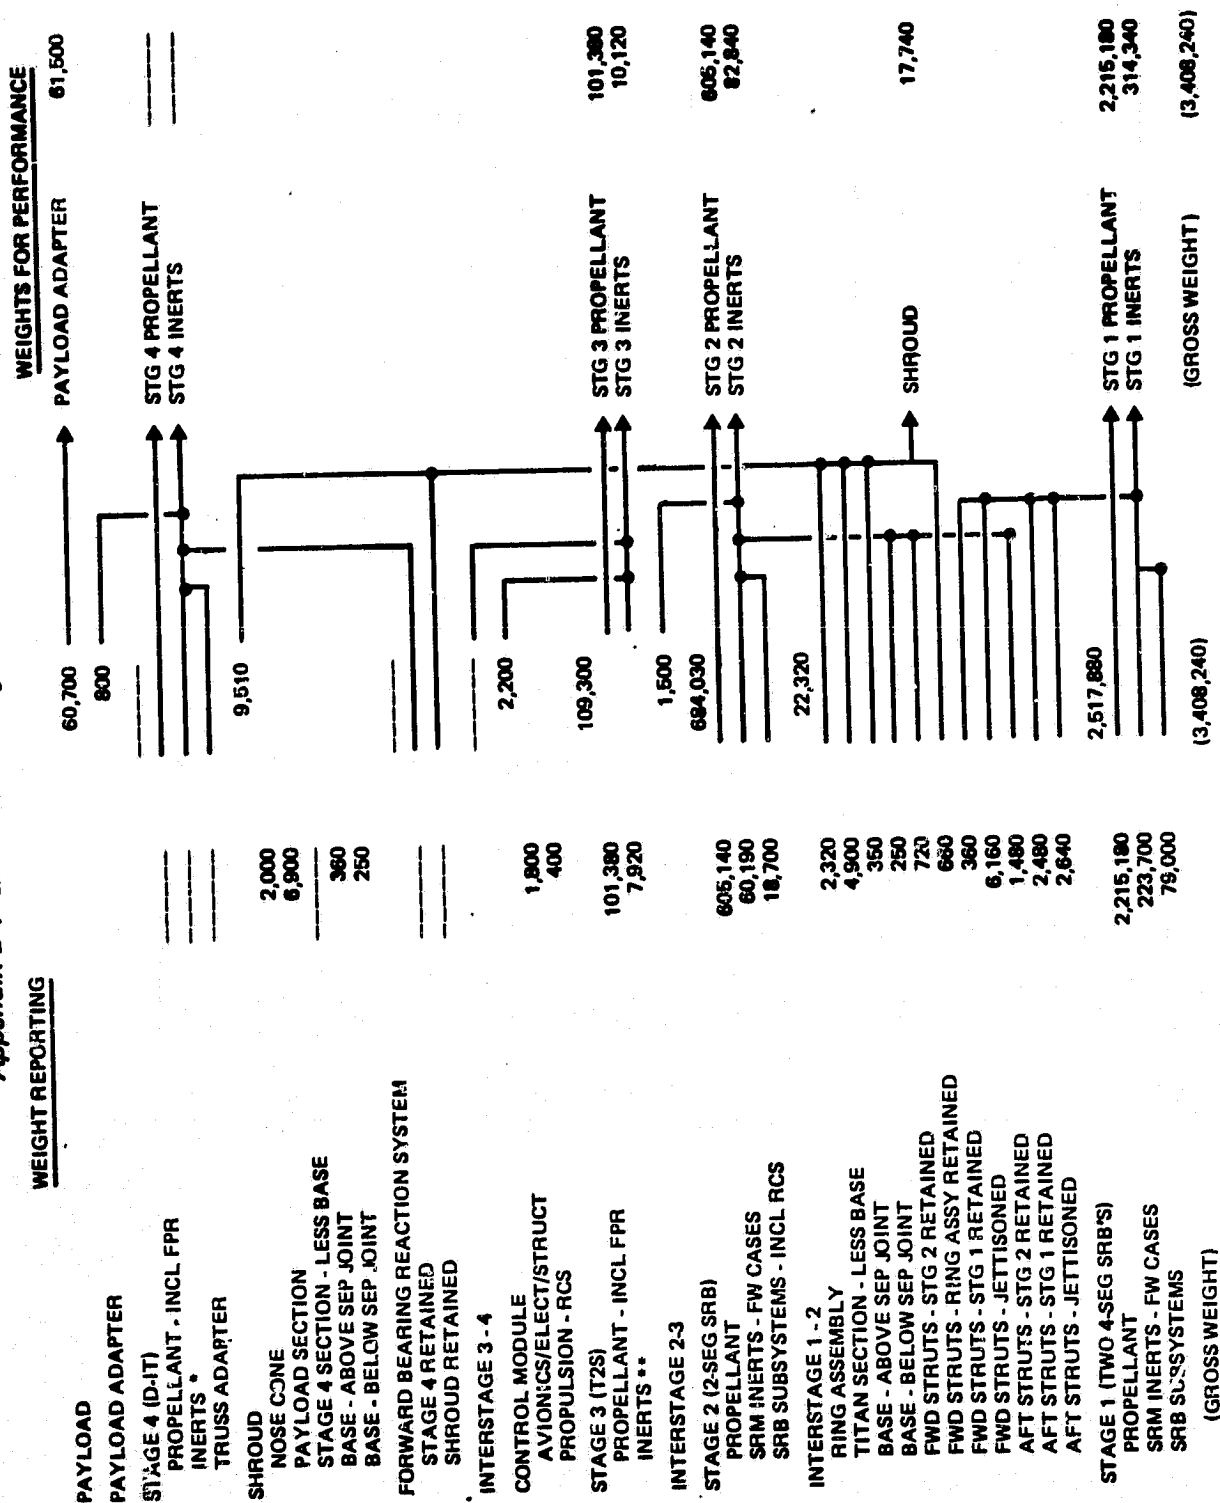 WEIGHT REPORTING
WEIGHTS FOR PERFORMANCE
PAYLOAD 60,700 PAYLOAD ADAPTER 61,500
PAYLOAD ADAPTER 800
STAGE 4 (D-IT) ——
PROPELLANT - INCL FPR —— STG 4 PROPELLANT ——
INERTS * —— STG 4 INERTS ——
TRUSS ADAPTER ——
SHROUD 9,510
NOSE CONE 2,000
PAYLOAD SECTION 6,900
STAGE 4 SECTION - LESS BASE ——
BASE - ABOVE SEP JOINT 360
BASE - BELOW SEP JOINT 250
FORWARD BEARING REACTION SYSTEM ——
STAGE 4 RETAINED ——
SHROUD RETAINED ——
INTERSTAGE 3 - 4 ——
CONTROL MODULE 2,200
AVIONICS/ELECT/STRUCT 1,800
PROPULSION - RCS 400
STAGE 3 (T2S) 109,300
PROPELLANT - INCL FPR 101,380 STG 3 PROPELLANT 101,380
INERTS ** 7,920 STG 3 INERTS 10,120
INTERSTAGE 2-3 1,500
STAGE 2 (2-SEG SRB) 684,030
PROPELLANT 605,140 STG 2 PROPELLANT 605,140
SRM INERTS - FW CASES 60,190 STG 2 INERTS 82,840
SRB SUBSYSTEMS - INCL RCS 18,700
INTERSTAGE 1 - 2 22,320
RING ASSEMBLY 2,320
TITAN SECTION - LESS BASE 4,900
BASE - ABOVE SEP JOINT 350
BASE - BELOW SEP JOINT 250
FWD STRUTS - STG 2 RETAINED 720 SHROUD 17,740
FWD STRUTS - RING ASSY RETAINED 660
FWD STRUTS - STG 1 RETAINED 360
FWD STRUTS - JETTISONED 6,160
AFT STRUTS - STG 2 RETAINED 1,480
AFT STRUTS - STG 1 RETAINED 2,480
AFT STRUTS - JETTISONED 2,640
STAGE 1 (TWO 4-SEG SRB'S) 2,517,880
PROPELLANT 2,215,180 STG 1 PROPELLANT 2,215,180
SRM INERTS - FW CASES 223,700 STG 1 INERTS 314,340
SRB SUBSYSTEMS 79,000
(GROSS WEIGHT) (3,408,240) (GROSS WEIGHT) (3,408,240)